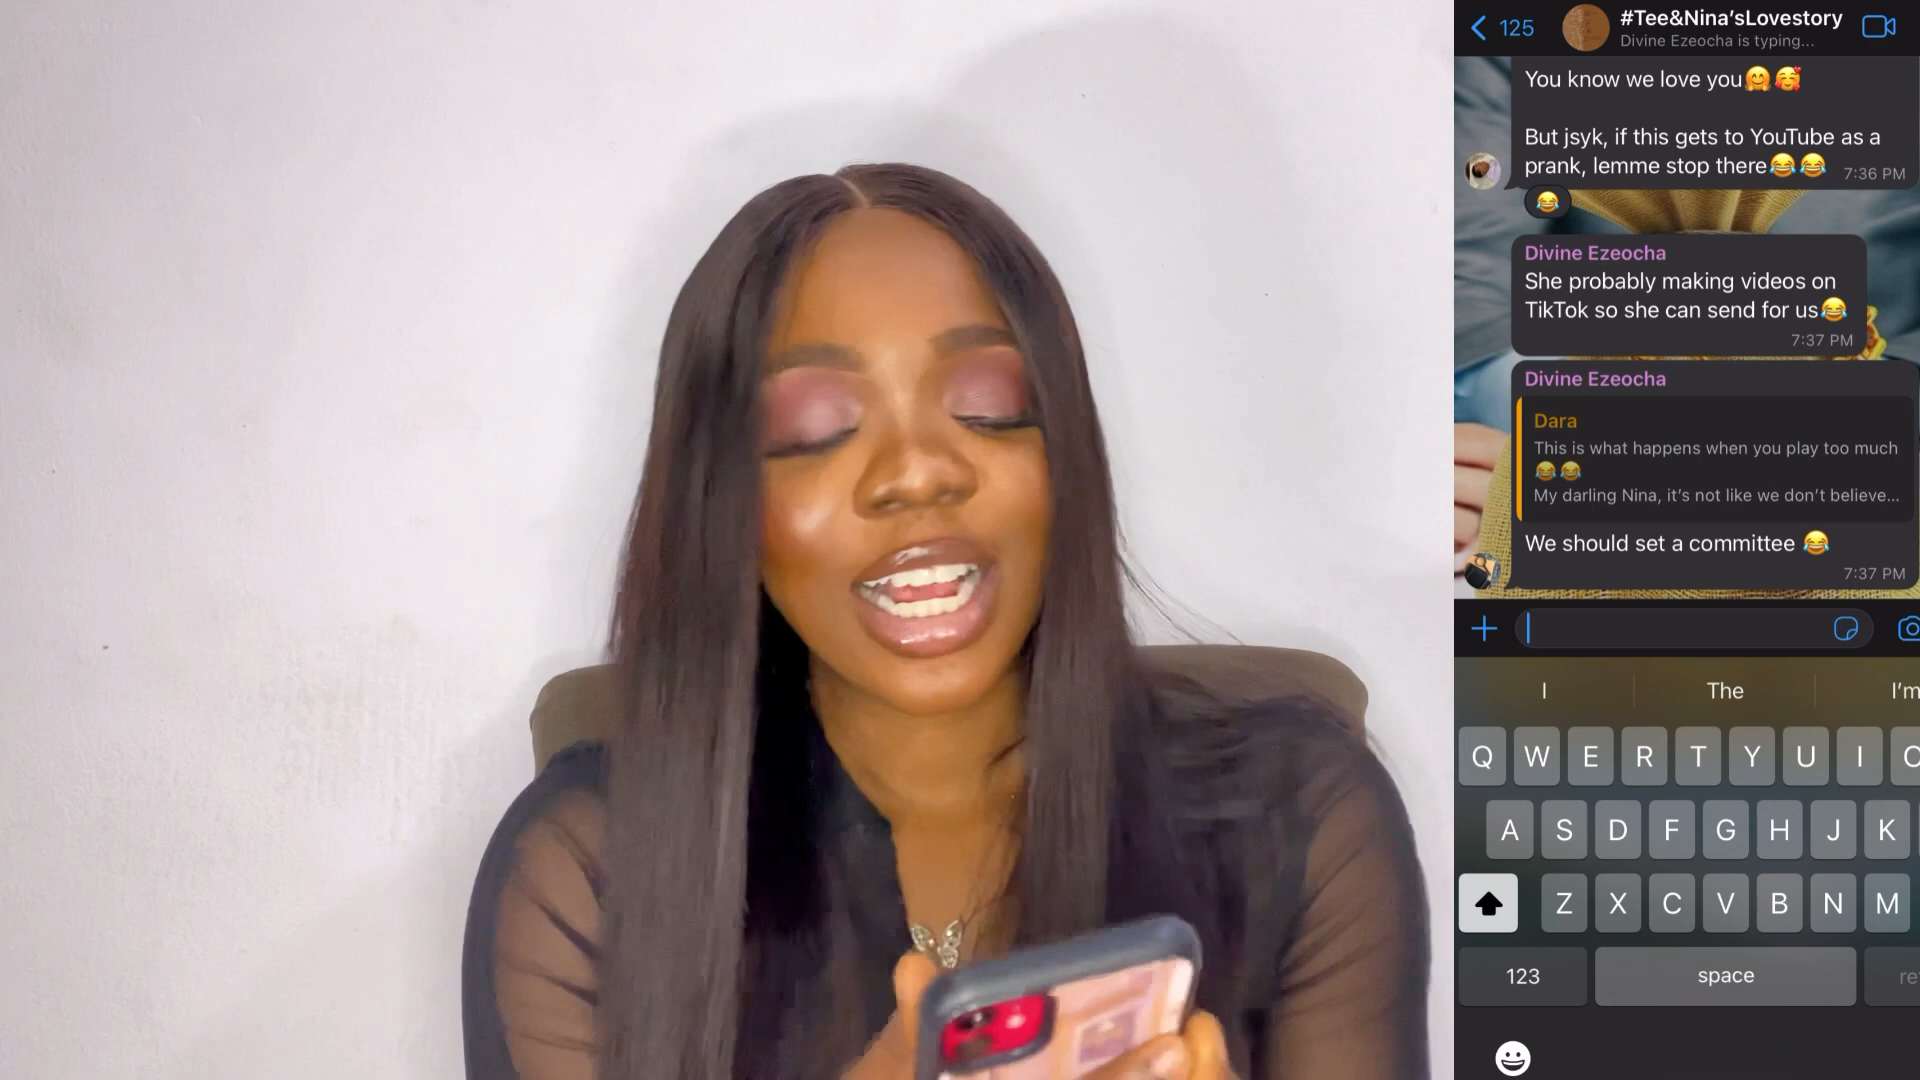 125
#Tee&Nina’sLovestory
Divine Ezeocha is typing...
You know we love you🤗🥰
But jsyk, if this gets to YouTube as a
prank, lemme stop there😂😂
7:36 PM
😂
Divine Ezeocha
She probably making videos on
TikTok so she can send for us😂
7:37 PM
Divine Ezeocha
Dara
This is what happens when you play too much
😂😂
My darling Nina, it’s not like we don’t believe...
We should set a committee 😂
7:37 PM
I The I’m
Q W E R T Y U I O
A S D F G H J K
Z X C V B N M
123 space re